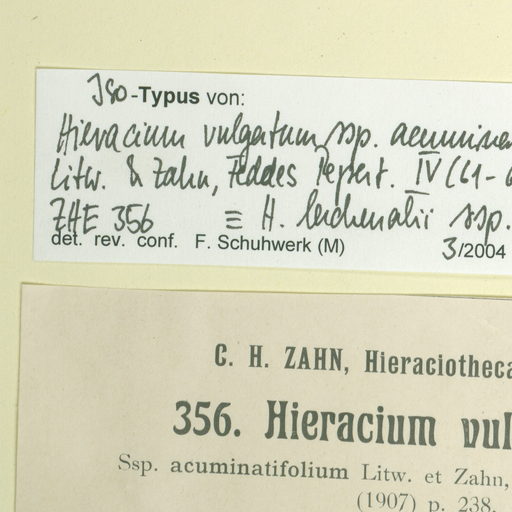 Iso-Typus von:
Hieracium vulgatum ssp. acumina
Litw. & Zahn, Feddes Repert. IV (61-
ZHE 356 ≡ H. lachenalii ssp.
det. rev. conf. F. Schuhwerk (M) 3/2004
C. H. ZAHN, Hieraciotheca
356. Hieracium vul
Ssp. acuminatifolium Litw. et Zahn,
(1907) p. 238.